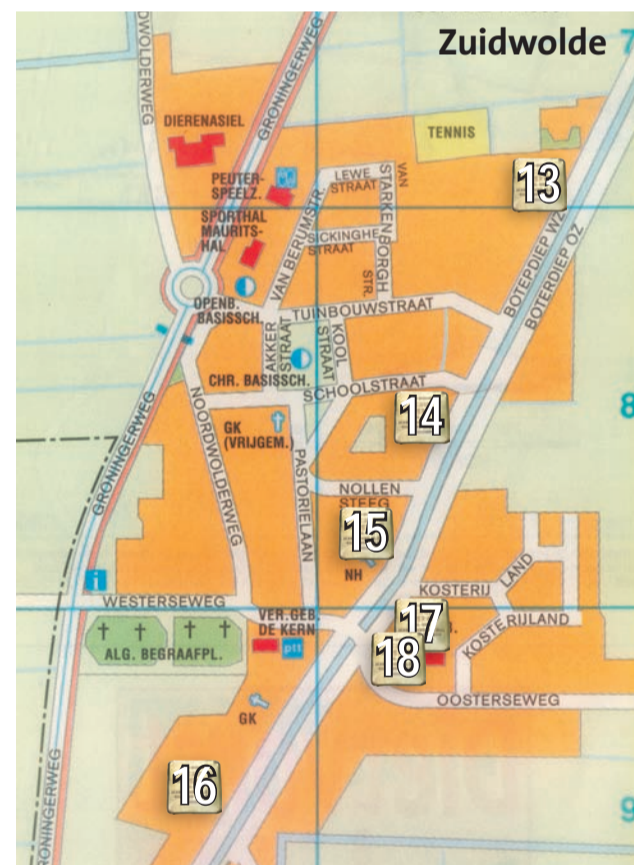 Zuidwolde
7
DWOLDERWEG
GRONINGERWEG
DIERENASIEL
TENNIS
PEUTER-
SPEELZ.
LEWE
STRAAT
VAN
STARKENBORGH
STR.
13
SPORTHAL
MAURITS-
HAL
VAN BERUMSTR.
SICKINGHE
STRAAT
BOTERDIEP WZ
BOTERDIEP OZ
OPENB.
BASISSCH.
TUINBOUWSTRAAT
AKKER
STRAAT
KOOL
STRAAT
CHR. BASISSCH.
SCHOOLSTRAAT
8
GRONINGERWEG
NOORDWOLDERWEG
GK
(VRIJGEM.)
14
PASTORIELAAN
NOLLEN
STEEG
15
NH
i
WESTERSEWEG
KOSTERIJ
LAND
VER.GEB.
DE KERN
ptt
17
KOSTERIJLAND
18
ALG. BEGRAAFPL.
OOSTERSEWEG
GK
16
RONINGERWEG
9